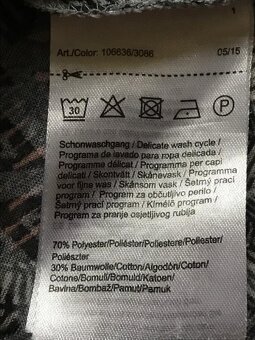 1
Art./Color: 106636/3086 05/15
30 P
Schonwaschgang / Delicate wash cycle /
Programa de lavado para ropa delicada /
Programme délicat / Programma per capi
delicati / Skontvätt / Skånevask /
Program voor fijne was / Skånsom vask / Šetrný prací
program / Program za občutljivo perilo /
Šetrný prací program / Kímélő program /
Program za pranje osjetljivog rublja
70% Polyester/Poliéster/Poliestere/Poliester/
Poliészter
30% Baumwolle/Cotton/Algodón/Coton/
Cotone/Bomull/Bomuld/Katoen/
Bavlna/Bombaž/Pamut/Pamuk